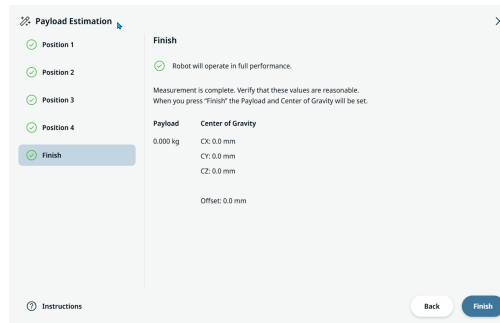 Payload Estimation
Position 1
Position 2
Position 3
Position 4
Finish
Finish
Robot will operate in full performance.
Measurement is complete. Verify that these values are reasonable.
When you press "Finish" the Payload and Center of Gravity will be set.
Payload Center of Gravity
0.000 kg CX: 0.0 mm
CY: 0.0 mm
CZ: 0.0 mm
Offset: 0.0 mm
Instructions
Back
Finish